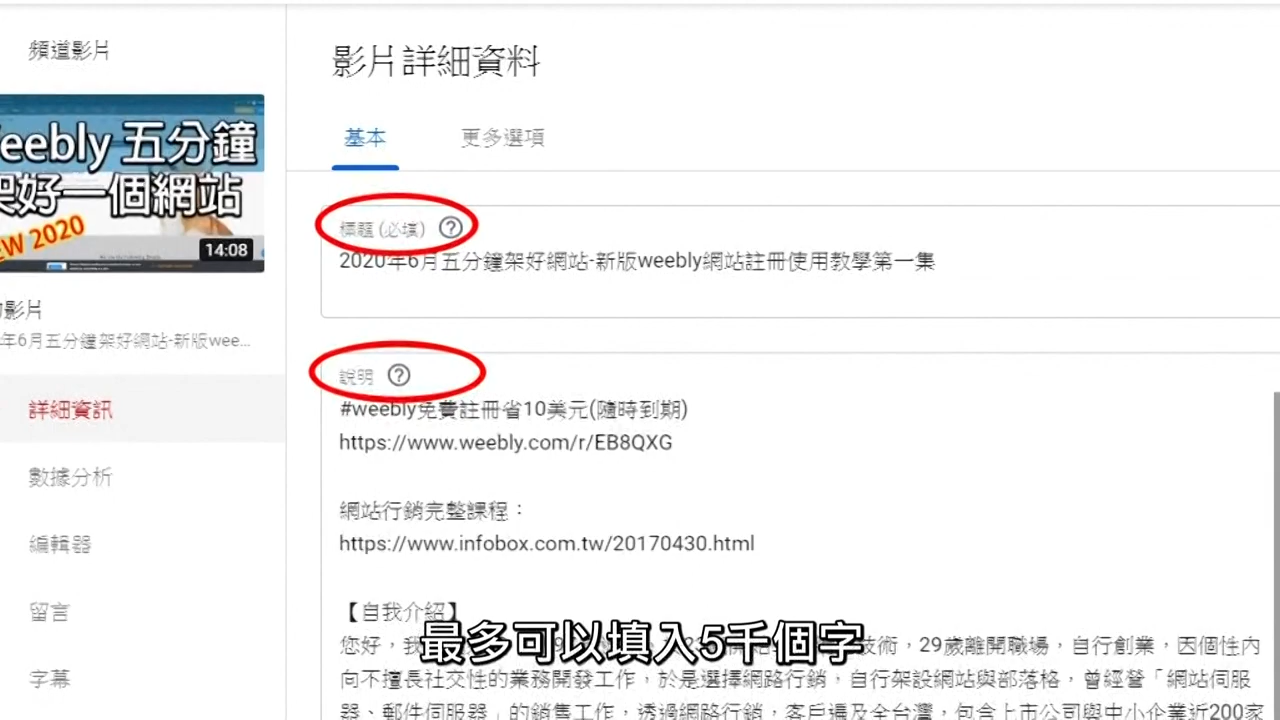 頻道影片
eebly 五分鐘
架好一個網站
EW 2020
14:08
影片
年6月五分鐘架好網站-新版wee...
詳細資訊
數據分析
編輯器
留言
字幕
影片詳細資料
基本
更多選項
標題 (必填)
2020年6月五分鐘架好網站-新版weebly網站註冊使用教學第一集
說明
#weebly免費註冊省10美元(隨時到期)
https://www.weebly.com/r/EB8QXG
網站行銷完整課程：
https://www.infobox.com.tw/20170430.html
【自我介紹】
您好，我
技術，29歲離開職場，自行創業，因個性內
向不擅長社交性的業務開發工作，於是選擇網路行銷，自行架設網站與部落格，曾經營「網站伺服
器、郵件伺服器」的銷售工作，透過網路行銷，客戶遍及全台灣，包含上市公司與中小企業近200家
最多可以填入5千個字